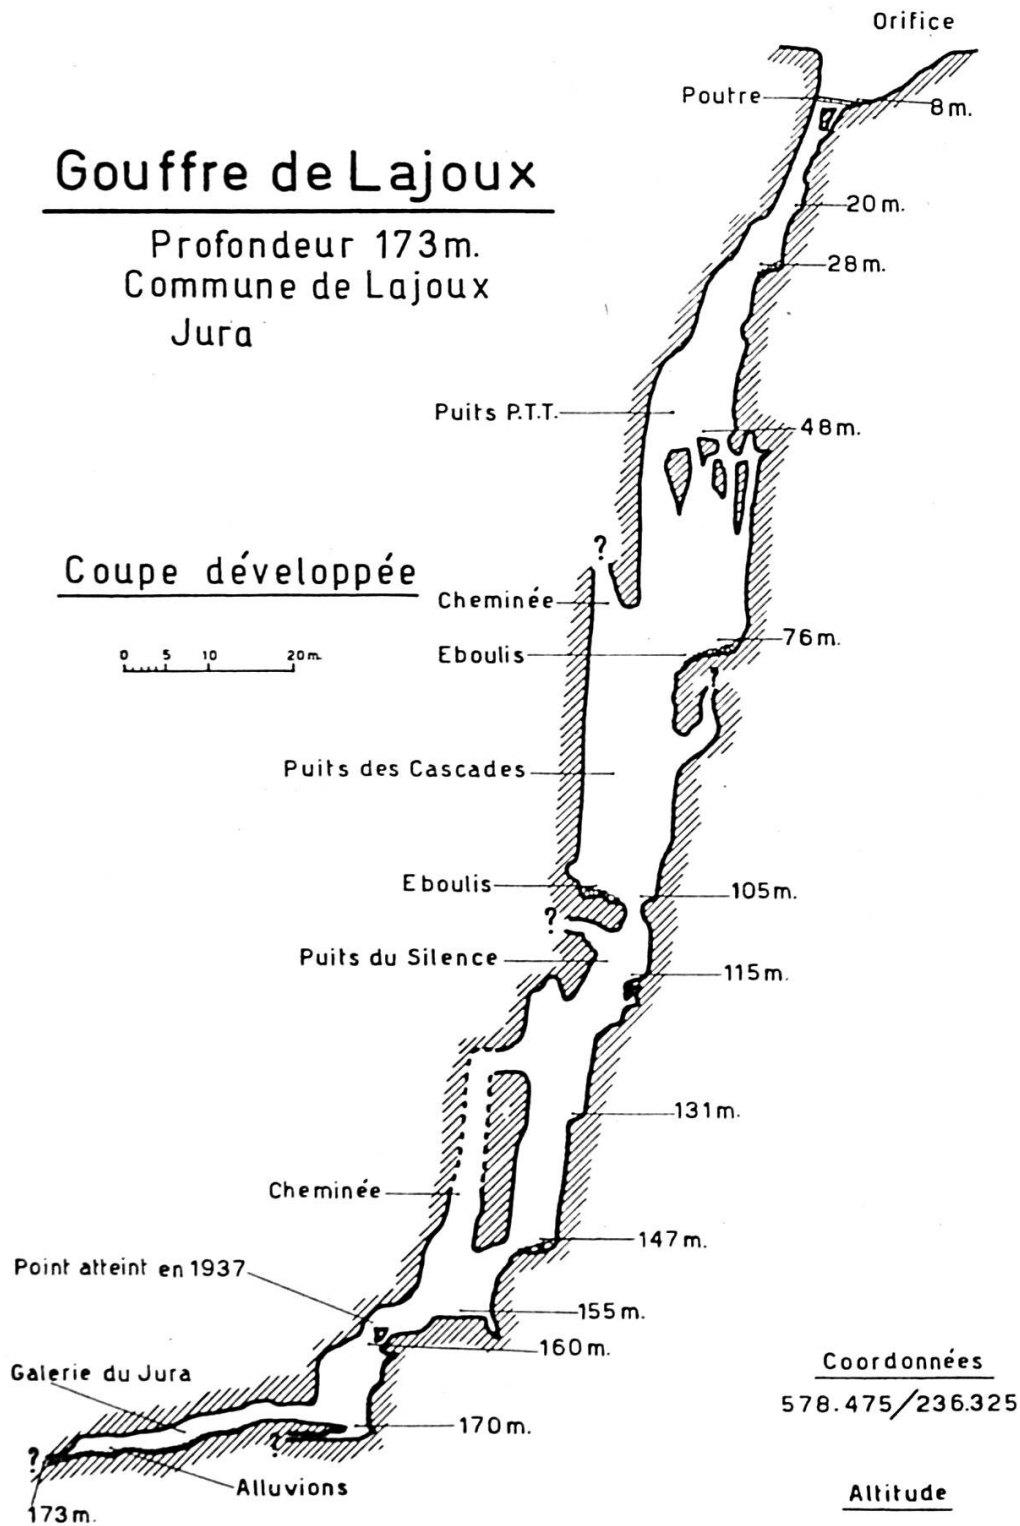 Orifice
Poutre
8m.
Gouffre de Lajoux
Profondeur 173m.
Commune de Lajoux
Jura
20m.
28m.
Puits P.T.T.
48m.
?
Coupe développée
Cheminée
0 5 10 20m.
76m.
Eboulis
?
Puits des Cascades
Eboulis
105m.
?
Puits du Silence
115m.
131m.
Cheminée
147m.
Point atteint en 1937
155m.
160m.
Galerie du Jura
Coordonnées
578.475/236.325
170m.
?
?
Alluvions
173m.
Altitude